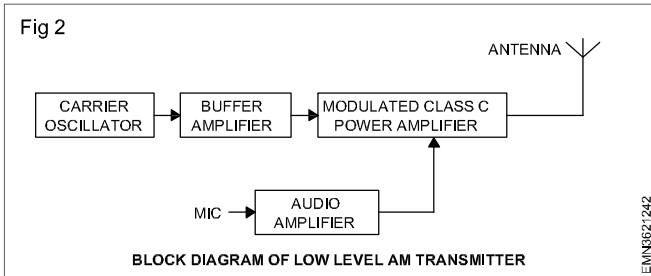 Fig 2
ANTENNA
CARRIER
OSCILLATOR
BUFFER
AMPLIFIER
MODULATED CLASS C
POWER AMPLIFIER
MIC
AUDIO
AMPLIFIER
BLOCK DIAGRAM OF LOW LEVEL AM TRANSMITTER
EMN3621242